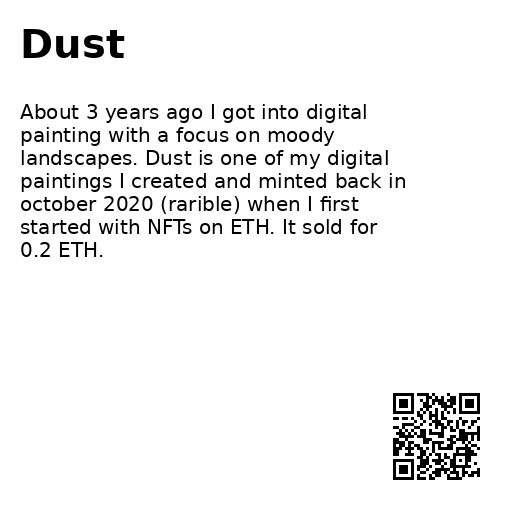 Dust
About 3 years ago I got into digital
painting with a focus on moody
landscapes. Dust is one of my digital
paintings I created and minted back in
october 2020 (rarible) when I first
started with NFTs on ETH. It sold for
0.2 ETH.